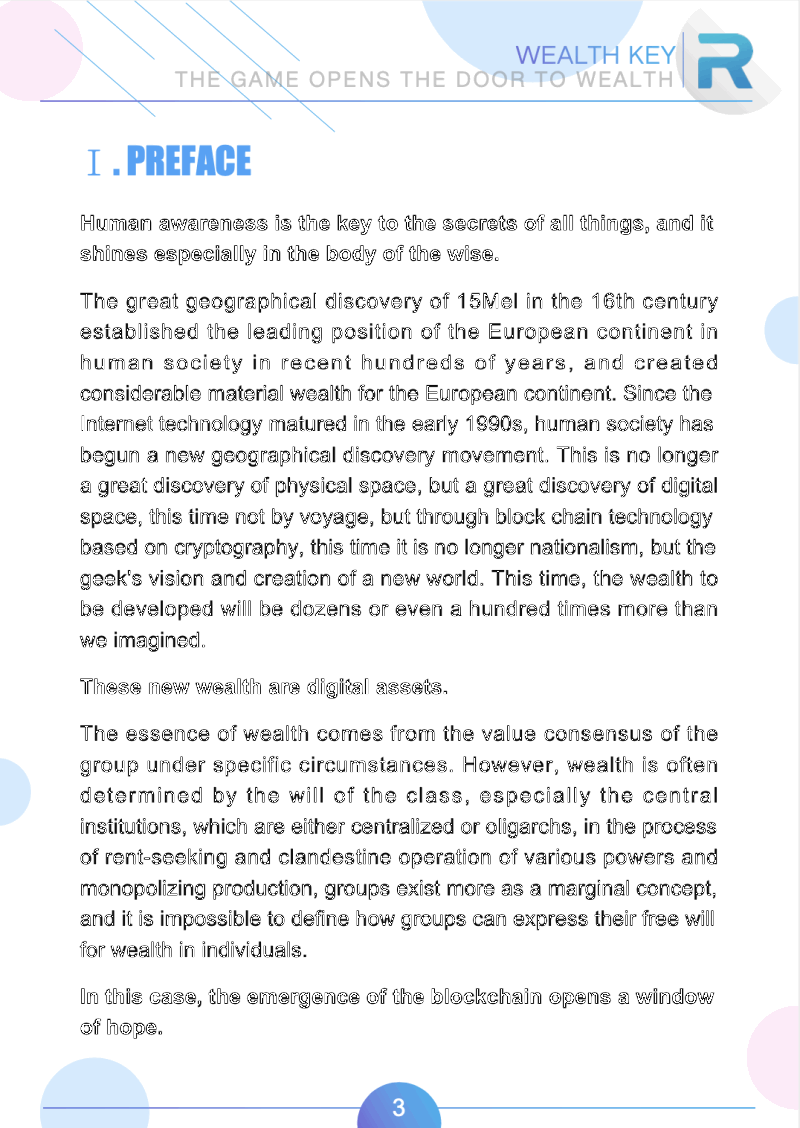 WEALTH KEY
THE GAME OPENS THE DOOR TO WEALTH
R
Ⅰ. PREFACE
Human awareness is the key to the secrets of all things, and it
shines especially in the body of the wise.
The great geographical discovery of 15Mel in the 16th century
established the leading position of the European continent in
human society in recent hundreds of years, and created
considerable material wealth for the European continent. Since the
Internet technology matured in the early 1990s, human society has
begun a new geographical discovery movement. This is no longer
a great discovery of physical space, but a great discovery of digital
space, this time not by voyage, but through block chain technology
based on cryptography, this time it is no longer nationalism, but the
geek's vision and creation of a new world. This time, the wealth to
be developed will be dozens or even a hundred times more than
we imagined.
These new wealth are digital assets.
The essence of wealth comes from the value consensus of the
group under specific circumstances. However, wealth is often
determined by the will of the class, especially the central
institutions, which are either centralized or oligarchs, in the process
of rent-seeking and clandestine operation of various powers and
monopolizing production, groups exist more as a marginal concept,
and it is impossible to define how groups can express their free will
for wealth in individuals.
In this case, the emergence of the blockchain opens a window
of hope.
3